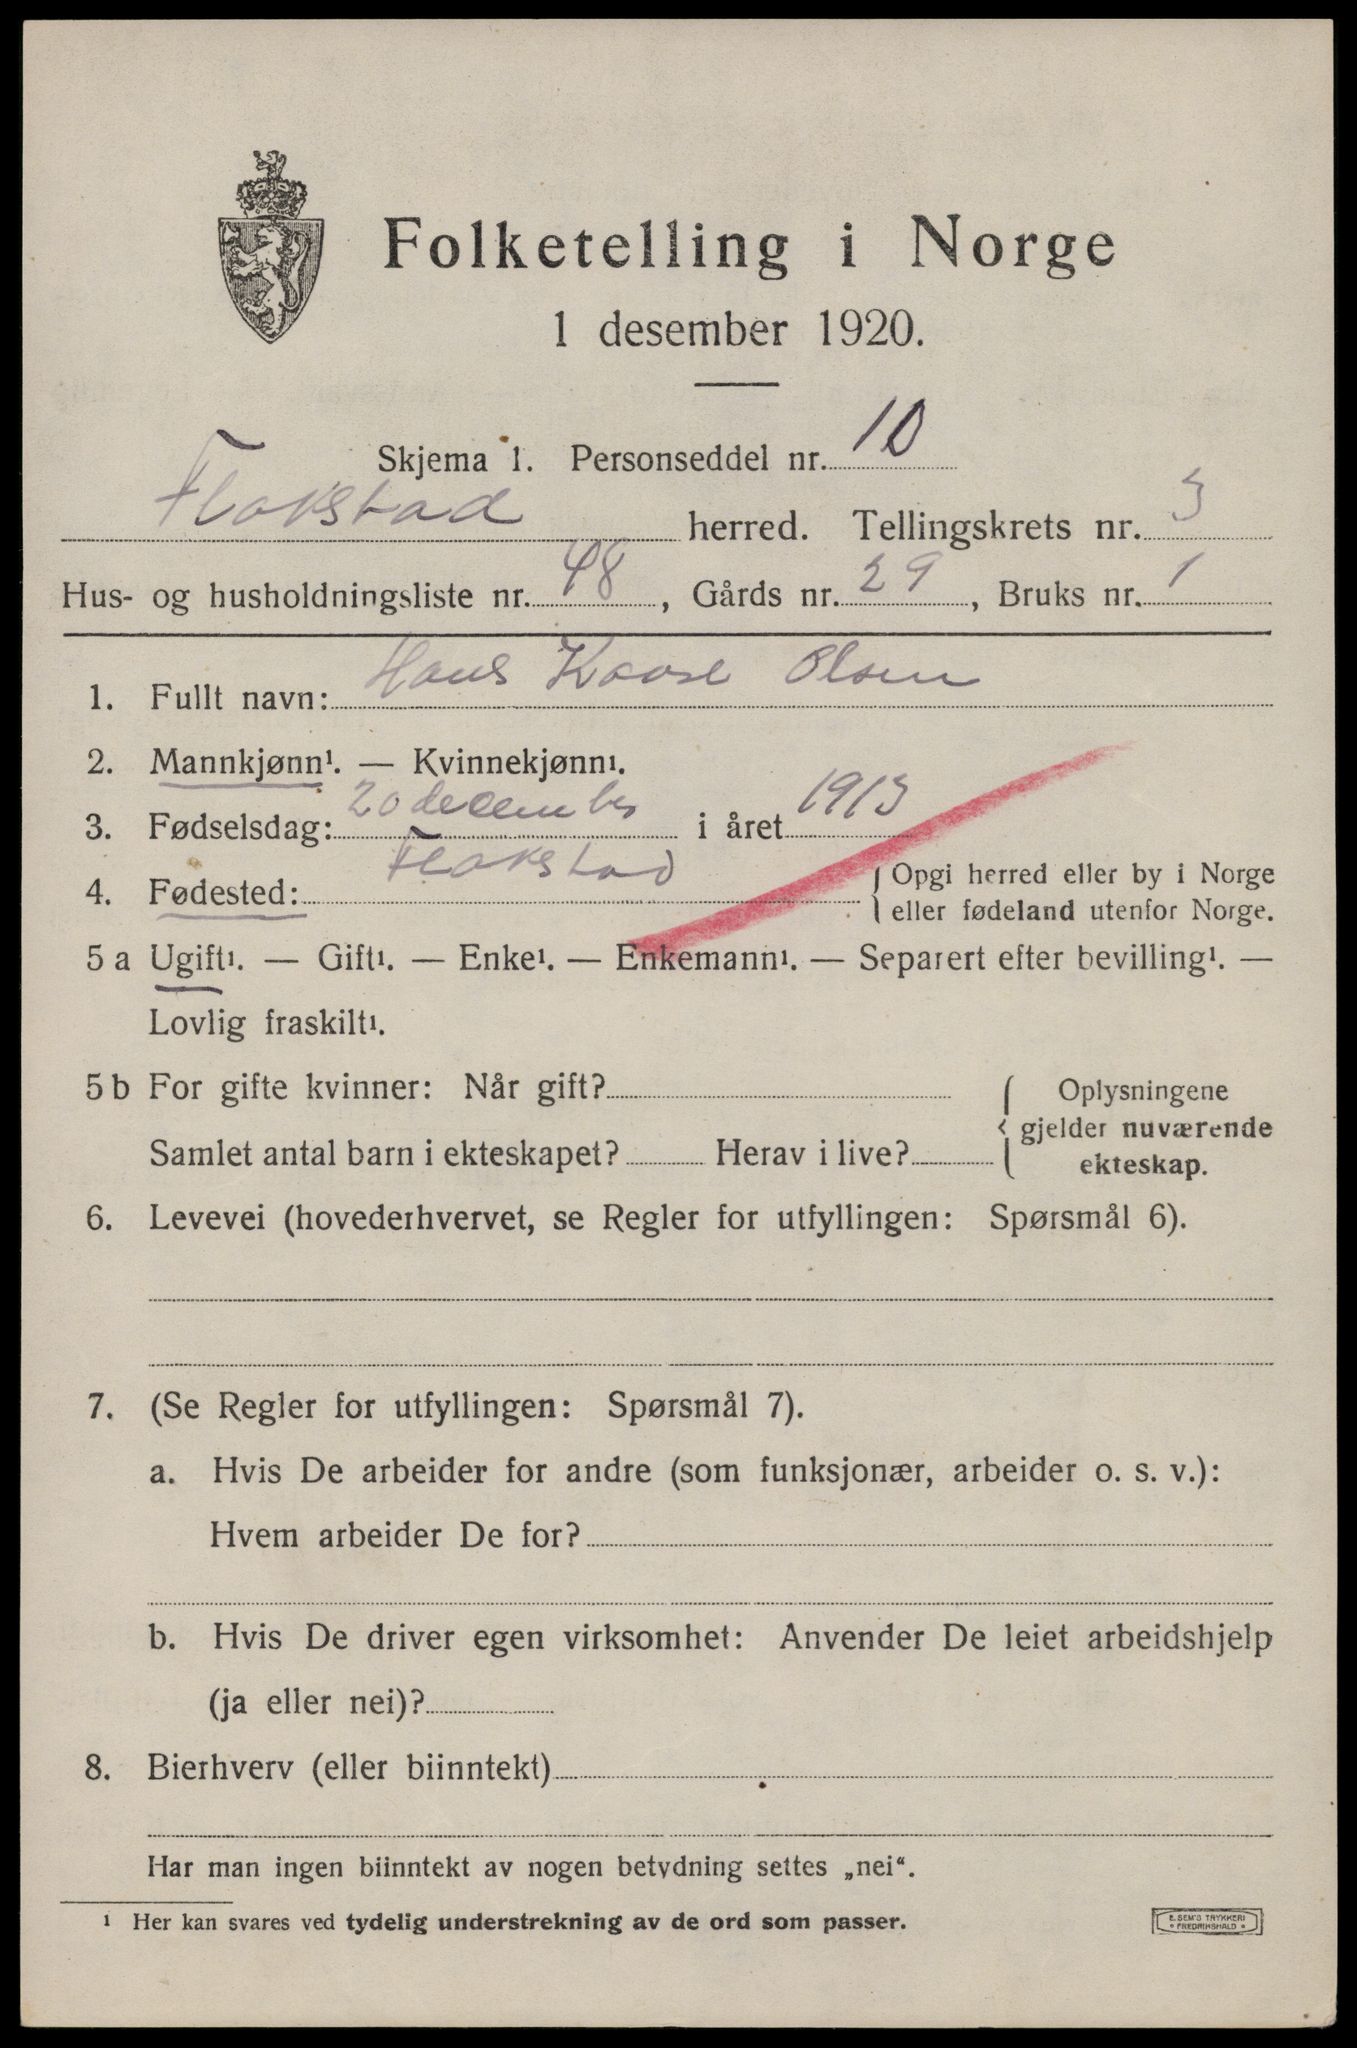 Folketelling i Norge
1 desember 1920.
Skjema 1. Personseddel nr. 10
Flakstad herred. Tellingskrets nr. 3
Hus- og husholdningsliste nr. 48, Gårds nr. 29, Bruks nr. 1
1. Fullt navn: Hans Kaare Olsen
2. Mannkjønn¹. — Kvinnekjønn¹.
3. Fødselsdag: 20 december i året 1913
4. Fødested: Flakstad
Opgi herred eller by i Norge
eller fødeland utenfor Norge.
5 a Ugift¹. — Gift¹. — Enke¹. — Enkemann¹. — Separert efter bevilling¹. —
Lovlig fraskilt¹.
5 b For gifte kvinner: Når gift?
Samlet antal barn i ekteskapet? Herav i live?
Oplysningene
gjelder nuværende
ekteskap.
6. Levevei (hovederhvervet, se Regler for utfyllingen: Spørsmål 6).
7. (Se Regler for utfyllingen: Spørsmål 7).
a. Hvis De arbeider for andre (som funksjonær, arbeider o. s. v.):
Hvem arbeider De for?
b. Hvis De driver egen virksomhet: Anvender De leiet arbeidshjelp
(ja eller nei)?
8. Bierhverv (eller biinntekt)
Har man ingen biinntekt av nogen betydning settes „nei“.
¹ Her kan svares ved tydelig understrekning av de ord som passer.
E. SEM'S TRYKKERI
• FREDRIKSHALD •